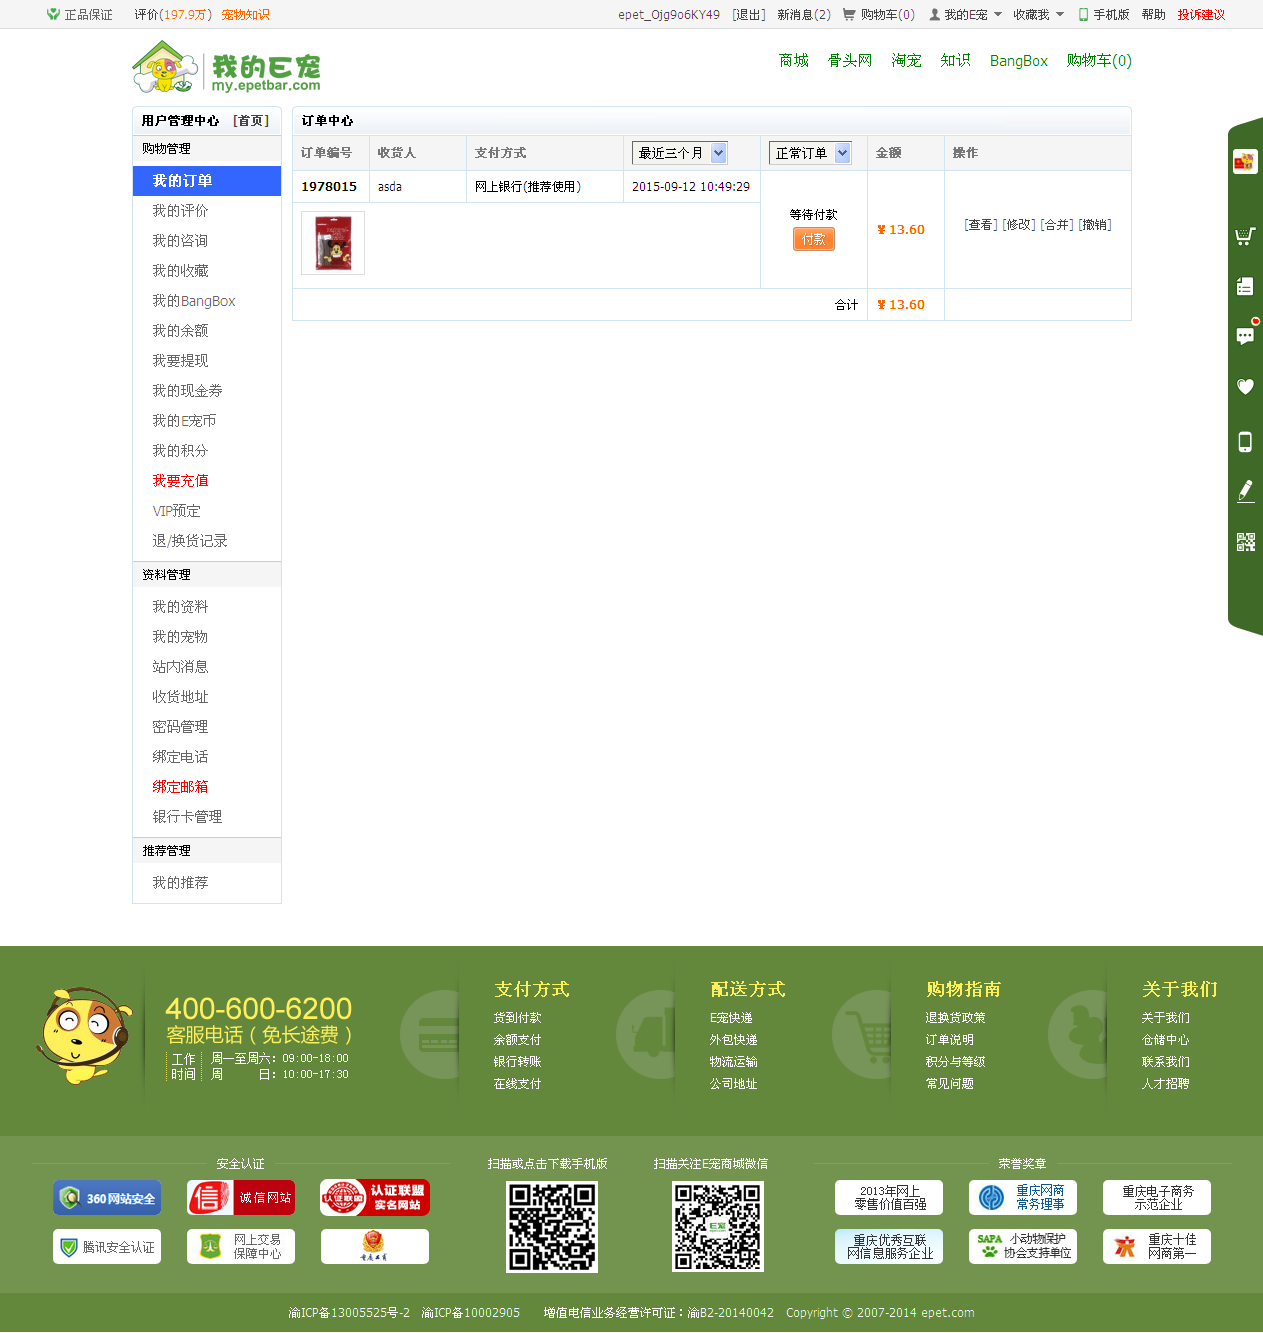 正品保证 评价(197.9万) 宠物知识 epet_Ojg9o6KY49 [退出] 新消息(2) 购物车(0) 我的E宠 收藏我 手机版 帮助 投诉建议
我的E宠
my.epetbar.com
商城 骨头网 淘宠 知识 BangBox 购物车(0)
用户管理中心 [首页]
购物管理
我的订单
我的评价
我的咨询
我的收藏
我的BangBox
我的余额
我要提现
我的现金券
我的E宠币
我的积分
我要充值
VIP预定
退/换货记录
资料管理
我的资料
我的宠物
站内消息
收货地址
密码管理
绑定电话
绑定邮箱
银行卡管理
推荐管理
我的推荐
订单中心
订单编号 收货人 支付方式 最近三个月 正常订单 金额 操作
1978015 asda 网上银行(推荐使用) 2015-09-12 10:49:29
等待付款
付款
¥ 13.60
[查看] [修改] [合并] [撤销]
合计 ¥ 13.60
400-600-6200
客服电话（免长途费）
工作时间
周一至周六：09:00-18:00
周 日：10:00-17:30
支付方式
货到付款
余额支付
银行转账
在线支付
配送方式
E宠快递
外包快递
物流运输
公司地址
购物指南
退换货政策
订单说明
积分与等级
常见问题
关于我们
关于我们
仓储中心
联系我们
人才招聘
安全认证
360网站安全
信 诚信网站
认证联盟 认证联盟
实名网站
腾讯安全认证
网上交易
保障中心
重庆工商
扫描或点击下载手机版
扫描关注E宠商城微信
E宠
荣誉奖章
2013年网上
零售价值百强
重庆网商
常务理事
重庆电子商务
示范企业
重庆优秀互联
网信息服务企业
SAPA 小动物保护
协会支持单位
重庆十佳
网商第一
渝ICP备13005525号-2 渝ICP备10002905 增值电信业务经营许可证：渝B2-20140042 Copyright © 2007-2014 epet.com